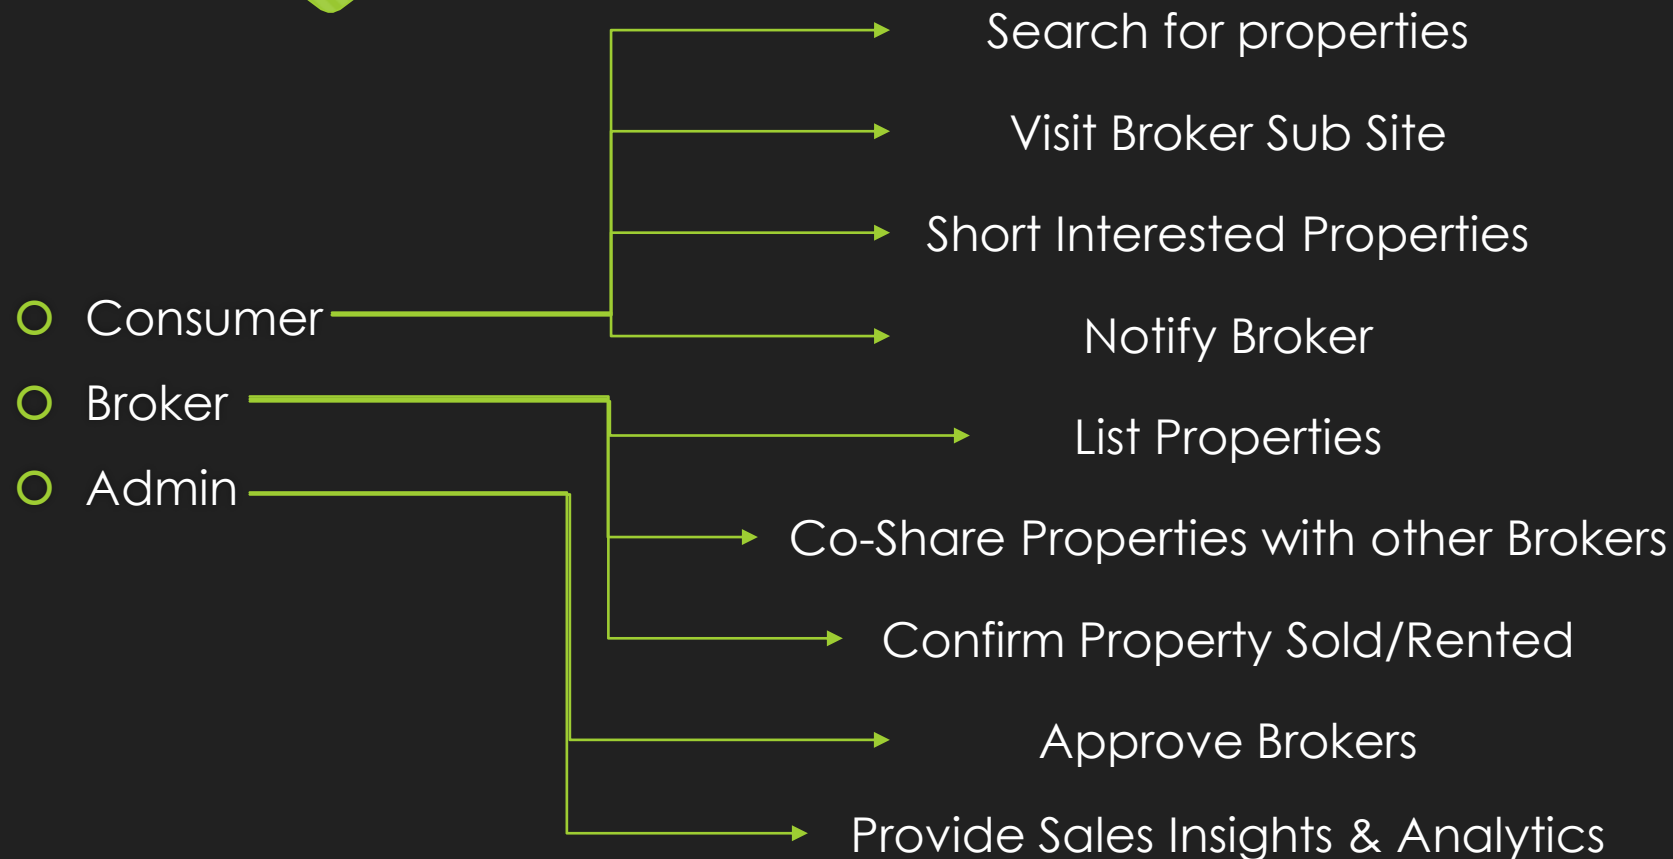 Consumer
Broker
Admin
Search for properties
Visit Broker Sub Site
Short Interested Properties
Notify Broker
List Properties
Co-Share Properties with other Brokers
Confirm Property Sold/Rented
Approve Brokers
Provide Sales Insights & Analytics